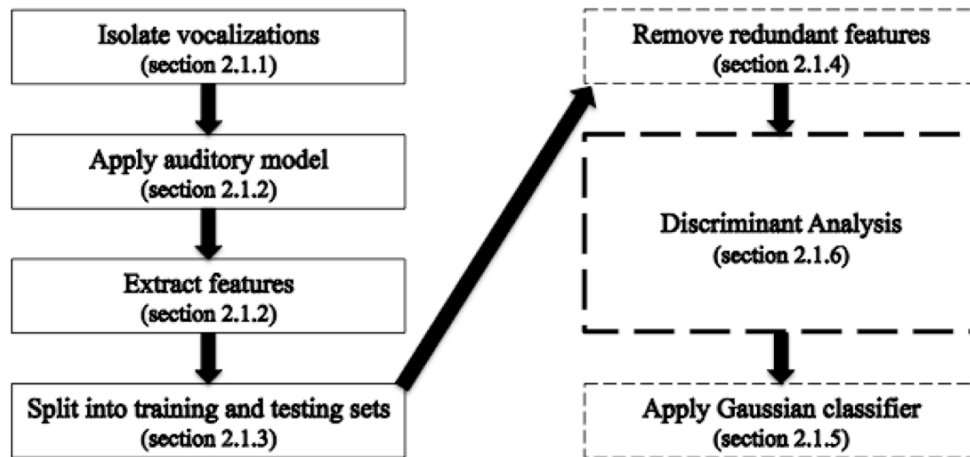 Isolate vocalizations
(section 2.1.1)
Apply auditory model
(section 2.1.2)
Extract features
(section 2.1.2)
Split into training and testing sets
(section 2.1.3)
Remove redundant features
(section 2.1.4)
Discriminant Analysis
(section 2.1.6)
Apply Gaussian classifier
(section 2.1.5)